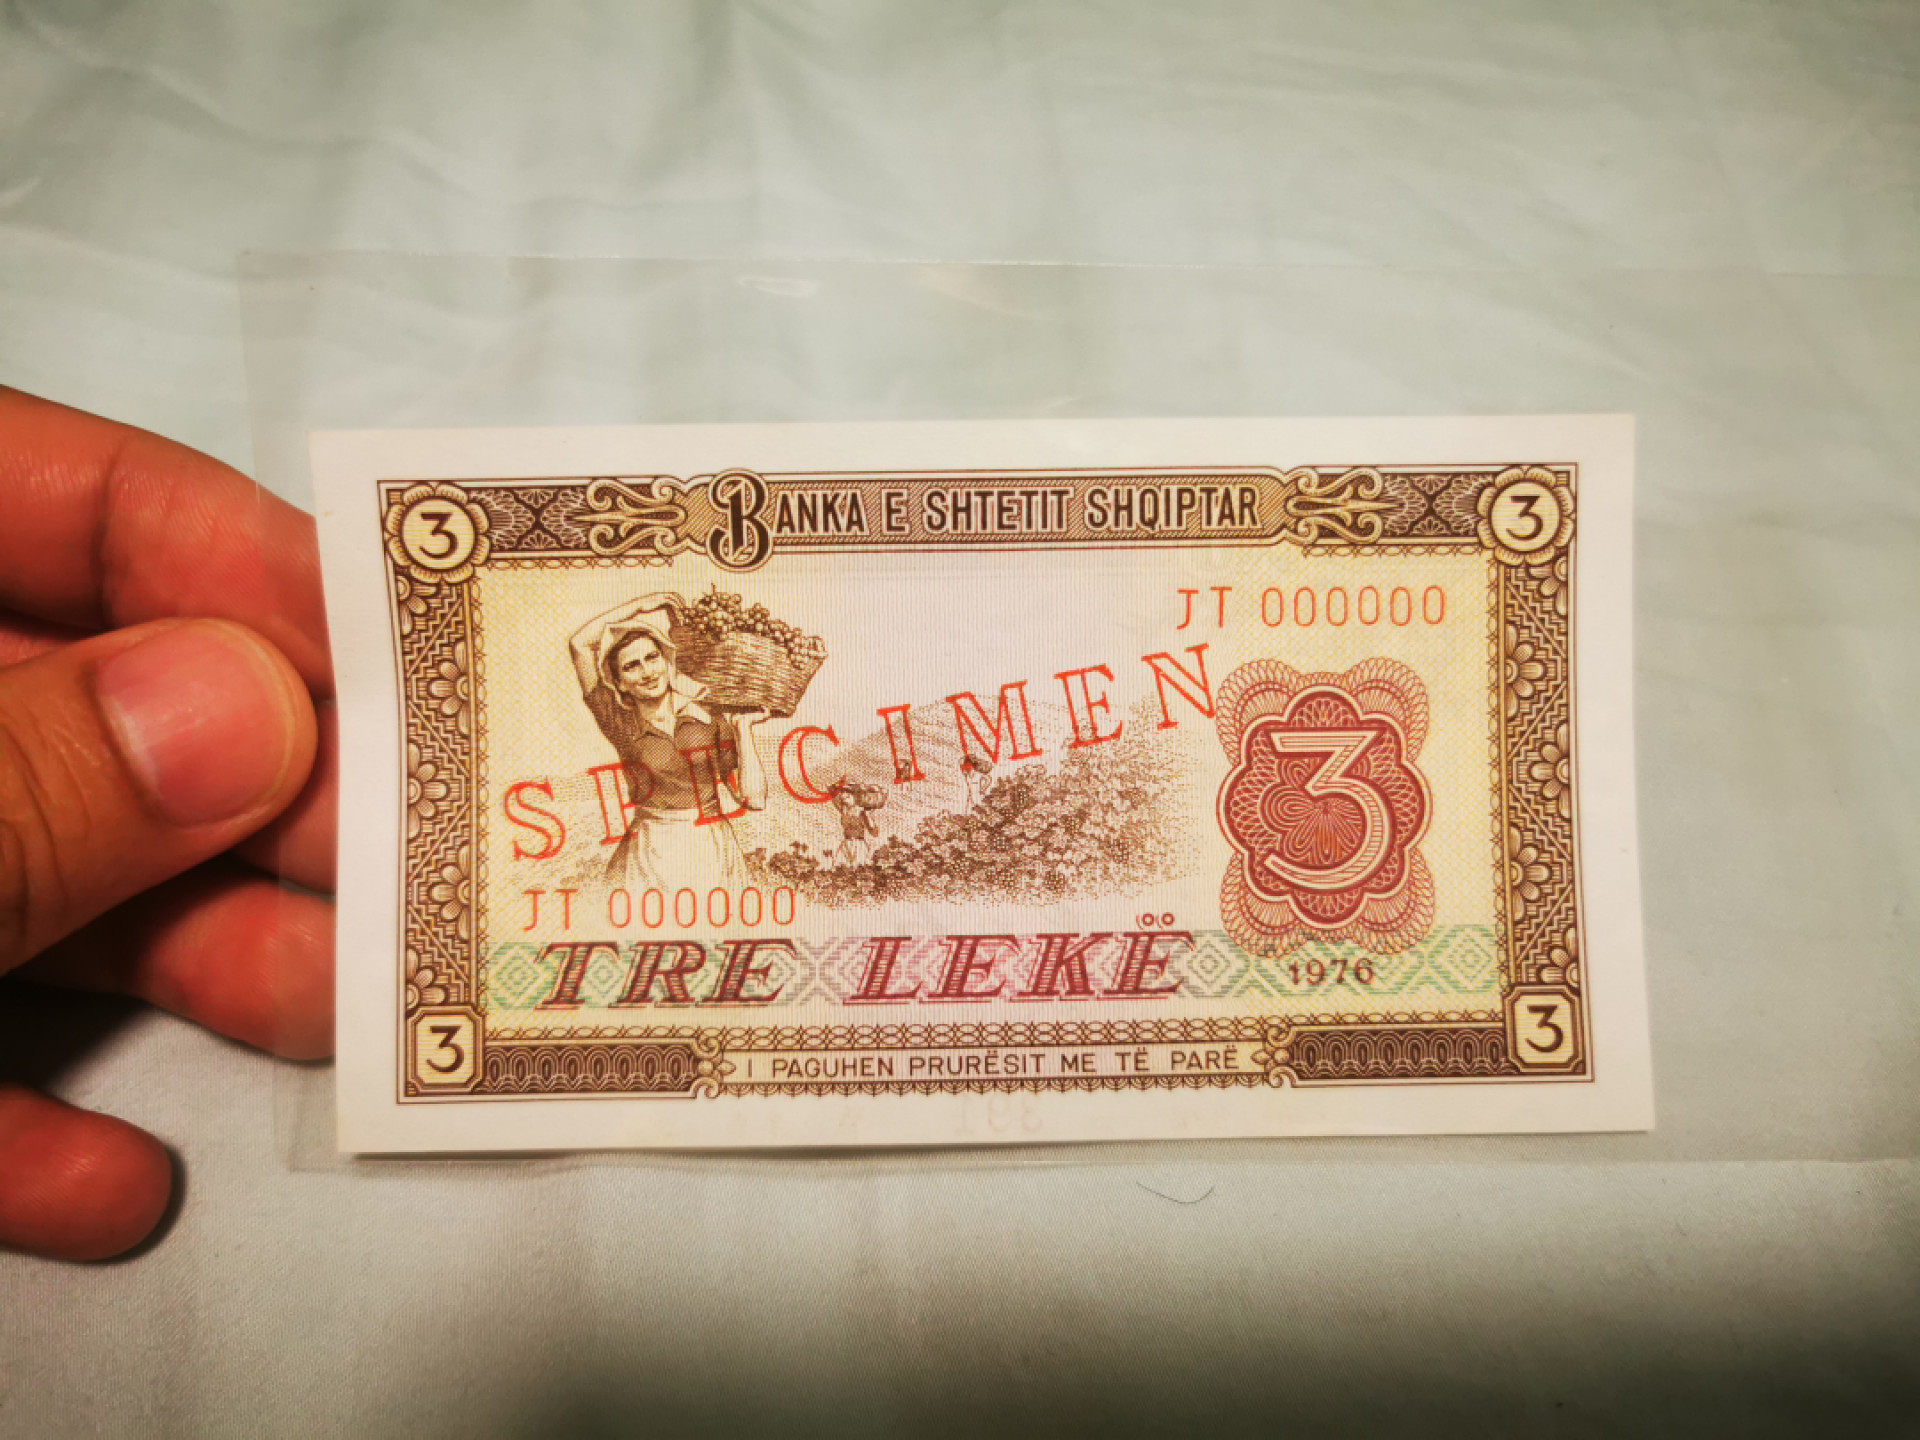 3
BANKA E SHTETIT SHQIPTAR
3
JT 000000
SPECIMEN
3
JT 000000
TRE LEKË
1976
3
I PAGUHEN PRURËSIT ME TË PARË
3
391